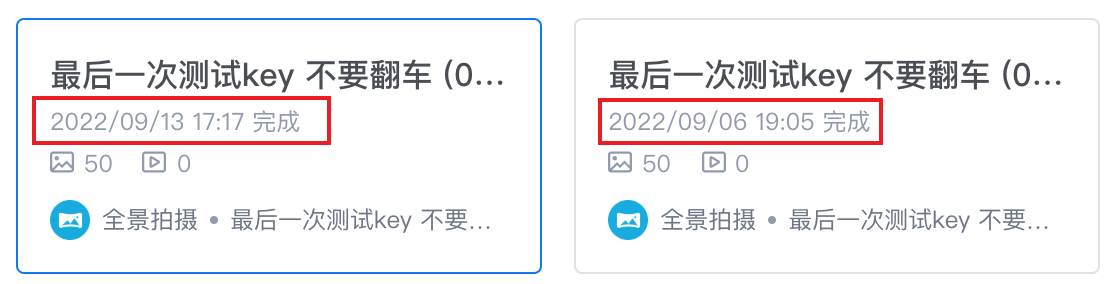 最后一次测试key 不要翻车 (0...
2022/09/13 17:17 完成
50 0
全景拍摄 • 最后一次测试key 不要...
最后一次测试key 不要翻车 (0...
2022/09/06 19:05 完成
50 0
全景拍摄 • 最后一次测试key 不要...